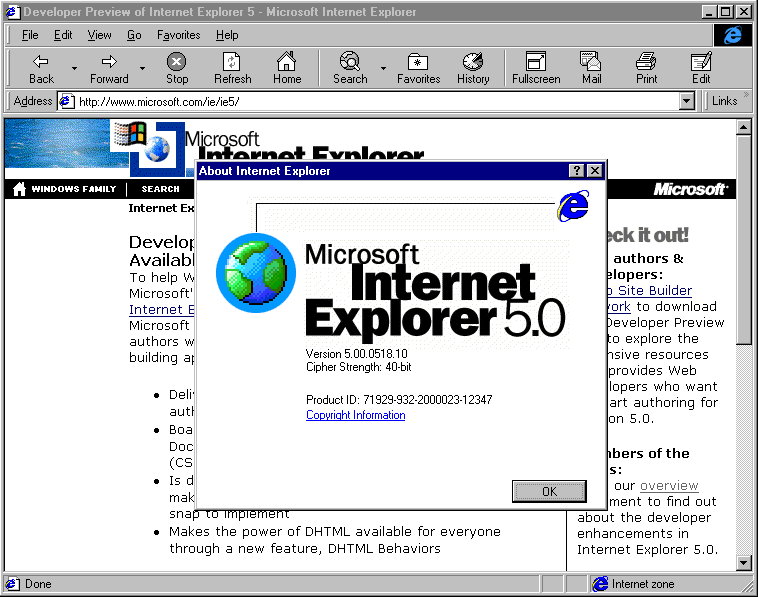 Developer Preview of Internet Explorer 5 - Microsoft Internet Explorer
File Edit View Go Favorites Help
Back Forward Stop Refresh Home Search Favorites History Fullscreen Mail Print Edit
Address http://www.microsoft.com/ie/ie5/ Links »
Microsoft
Internet Explorer
WINDOWS FAMILY SEARCH Microsoft
Internet Ex
Develop
Availabl
To help W
Microsoft'
Internet E
Microsoft
authors w
building ap
Deli
auth
Boa
Doc
(CS
Is d
mak
snap to implement
Makes the power of DHTML available for everyone
through a new feature, DHTML Behaviors
About Internet Explorer
Microsoft
Internet
Explorer 5.0
Version 5.00.0518.10
Cipher Strength: 40-bit
Product ID: 71929-932-2000023-12347
Copyright Information
OK
eck it out!
authors &
elopers:
o Site Builder
work to download
Developer Preview
to explore the
nsive resources
provides Web
lopers who want
art authoring for
on 5.0.
mbers of the
s:
our overview
ment to find out
about the developer
enhancements in
Internet Explorer 5.0.
Done Internet zone